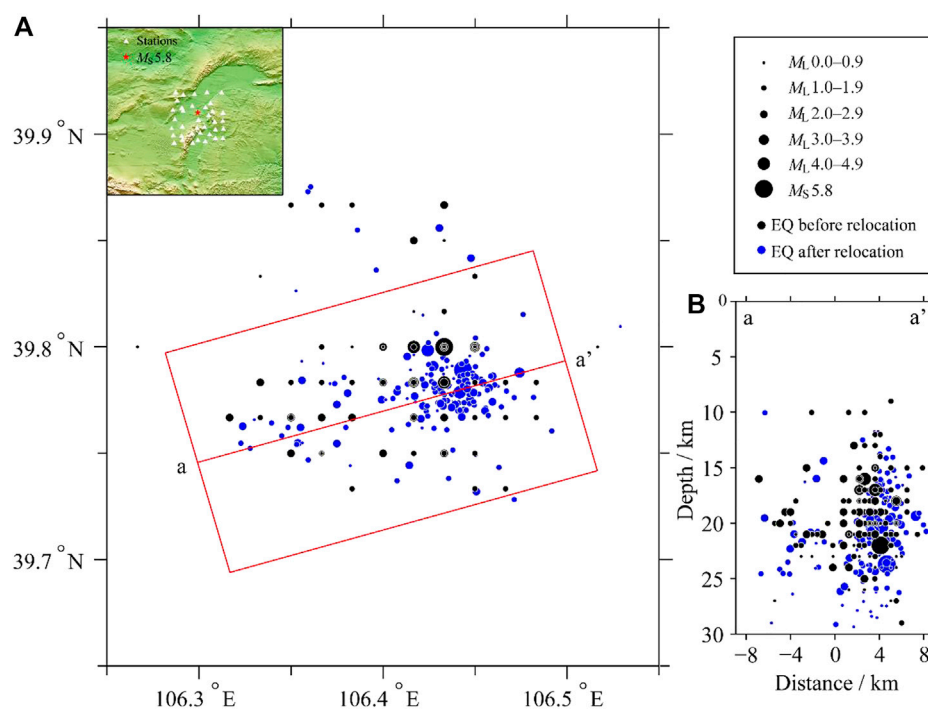 A
Stations
Ms5.8
39.9°N
39.8°N
39.7°N
106.3°E
106.4°E
106.5°E
a
a'
ML0.0–0.9
ML1.0–1.9
ML2.0–2.9
ML3.0–3.9
ML4.0–4.9
MS5.8
EQ before relocation
EQ after relocation
B
a
a'
0
5
10
15
20
25
30
Depth / km
−8
−4
0
4
8
Distance / km